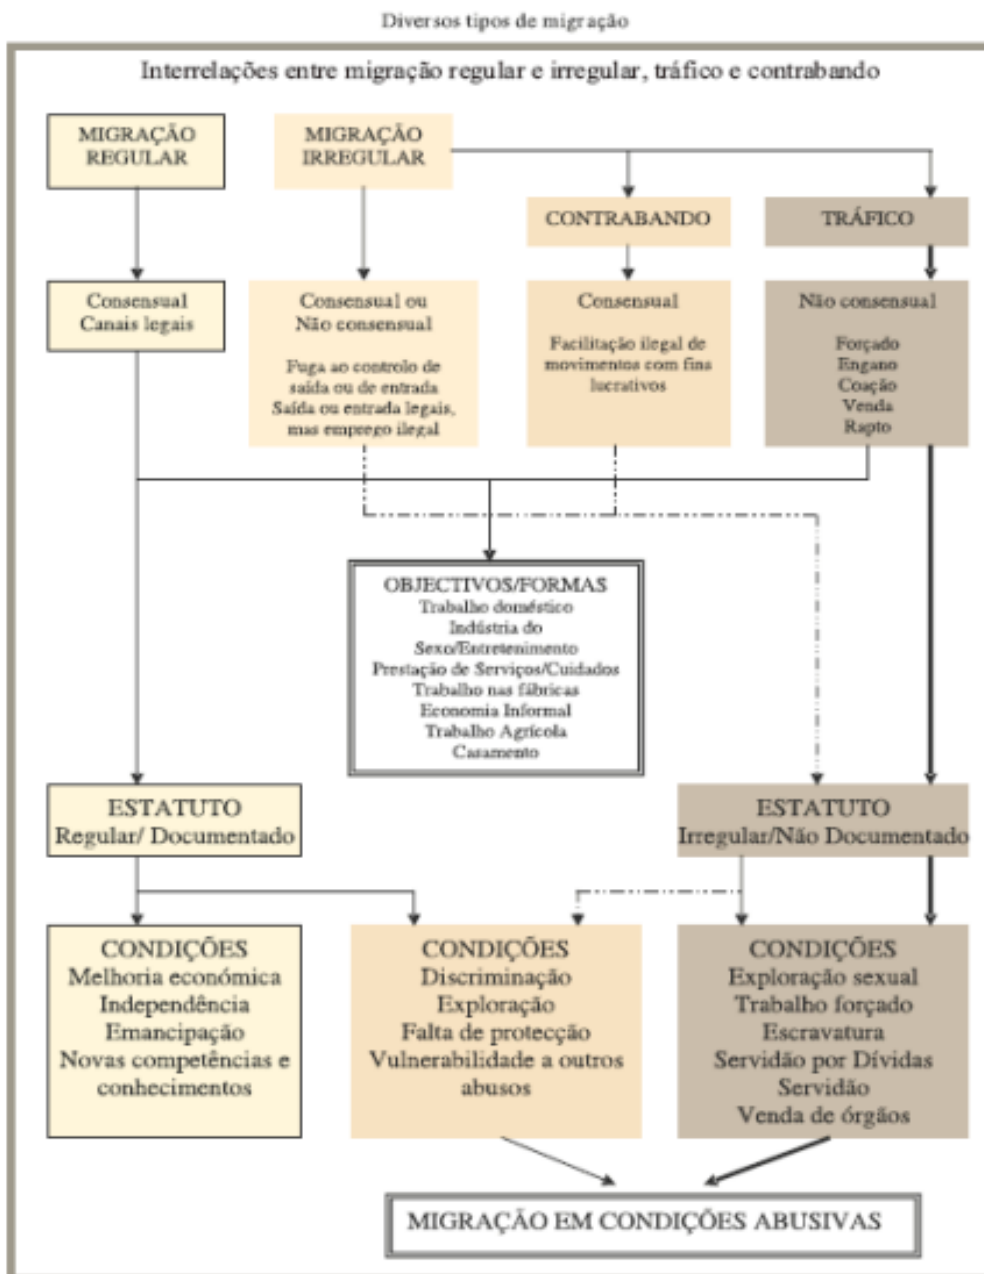 Diversos tipos de migração
Interrelações entre migração regular e irregular, tráfico e contrabando
MIGRAÇÃO
REGULAR
MIGRAÇÃO
IRREGULAR
CONTRABANDO
TRÁFICO
Consensual
Canais legais
Consensual ou
Não consensual
Fuga ao controlo de
saída ou de entrada
Saída ou entrada legais,
mas emprego ilegal
Consensual
Facilitação ilegal de
movimentos com fins
lucrativos
Não consensual
Forçado
Engano
Coação
Venda
Rapto
OBJECTIVOS/FORMAS
Trabalho doméstico
Indústria do
Sexo/Entretenimento
Prestação de Serviços/Cuidados
Trabalho nas fábricas
Economia Informal
Trabalho Agrícola
Casamento
ESTATUTO
Regular/ Documentado
ESTATUTO
Irregular/Não Documentado
CONDIÇÕES
Melhoria económica
Independência
Emancipação
Novas competências e
conhecimentos
CONDIÇÕES
Discriminação
Exploração
Falta de protecção
Vulnerabilidade a outros
abusos
CONDIÇÕES
Exploração sexual
Trabalho forçado
Escravatura
Servidão por Dívidas
Servidão
Venda de órgãos
MIGRAÇÃO EM CONDIÇÕES ABUSIVAS